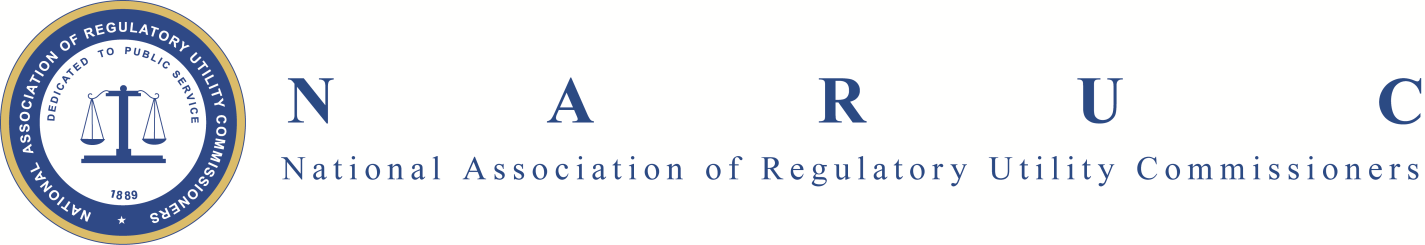 NATIONAL ASSOCIATION OF REGULATORY UTILITY COMMISSIONERS
DEDICATED TO PUBLIC SERVICE
1889
N A R U C
National Association of Regulatory Utility Commissioners